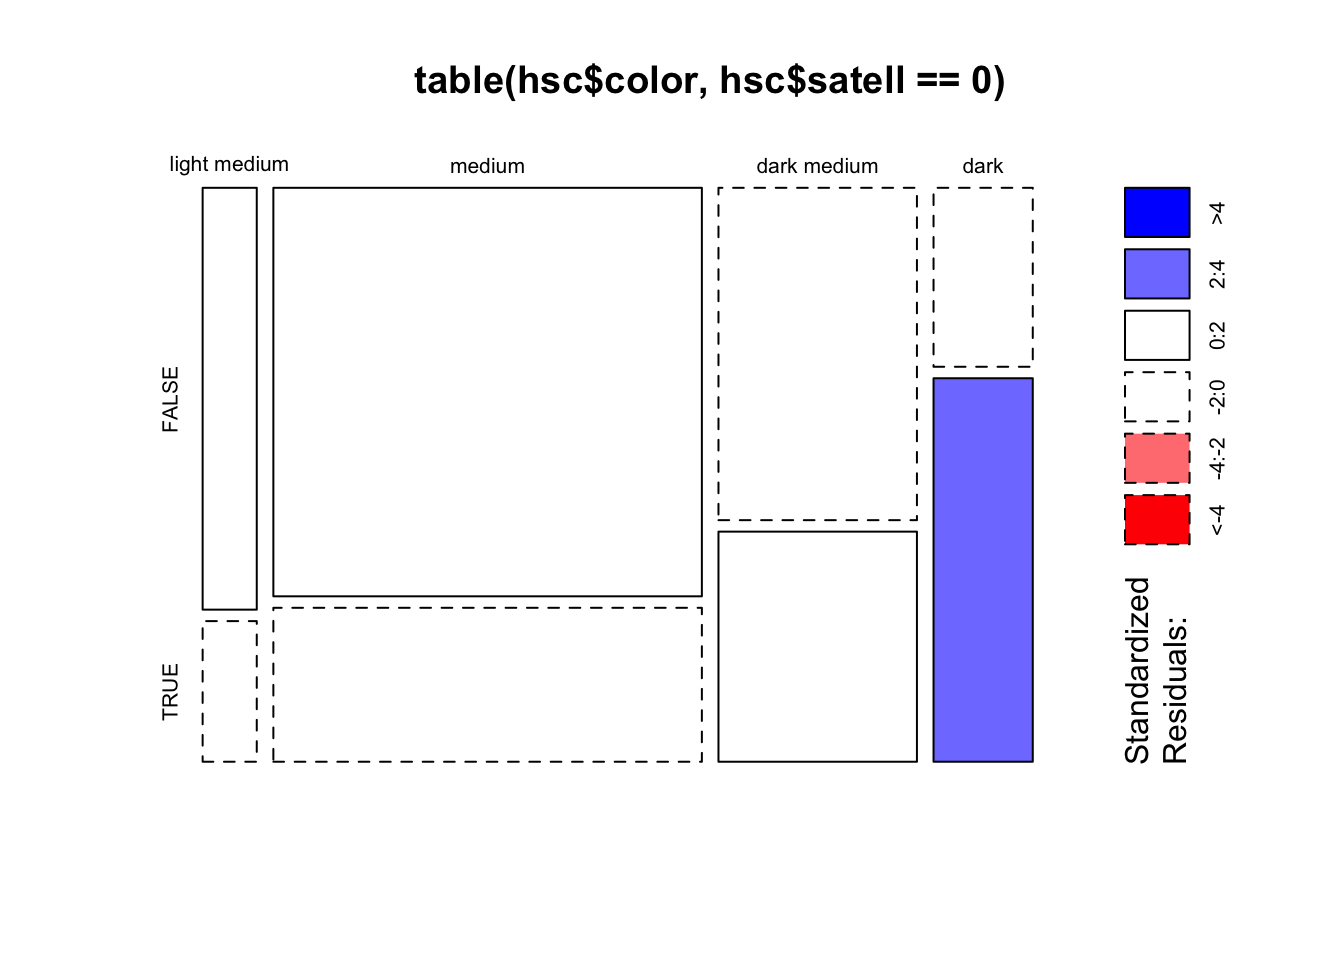 table(hsc$color, hsc$satell == 0)
light medium
medium
dark medium
dark
FALSE
TRUE
>4
2:4
0:2
-2:0
-4:-2
<-4
Standardized
Residuals: